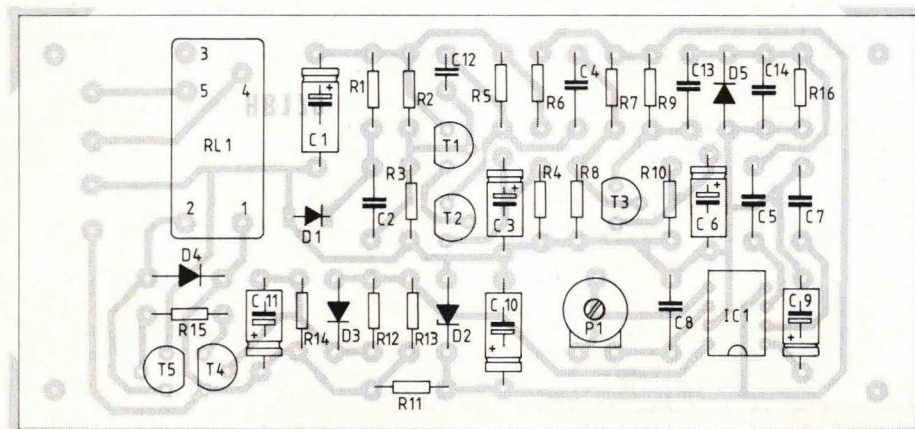 3
5
4
RL1
2
1
C1
R1
R2
C12
R5
R6
C4
R7
R9
C13
D5
C14
R16
T1
D1
C2
R3
T2
C3
R4
R8
T3
R10
C6
C5
C7
D4
R15
T5
T4
C11
R14
D3
R12
R13
D2
R11
C10
P1
C8
IC1
C9